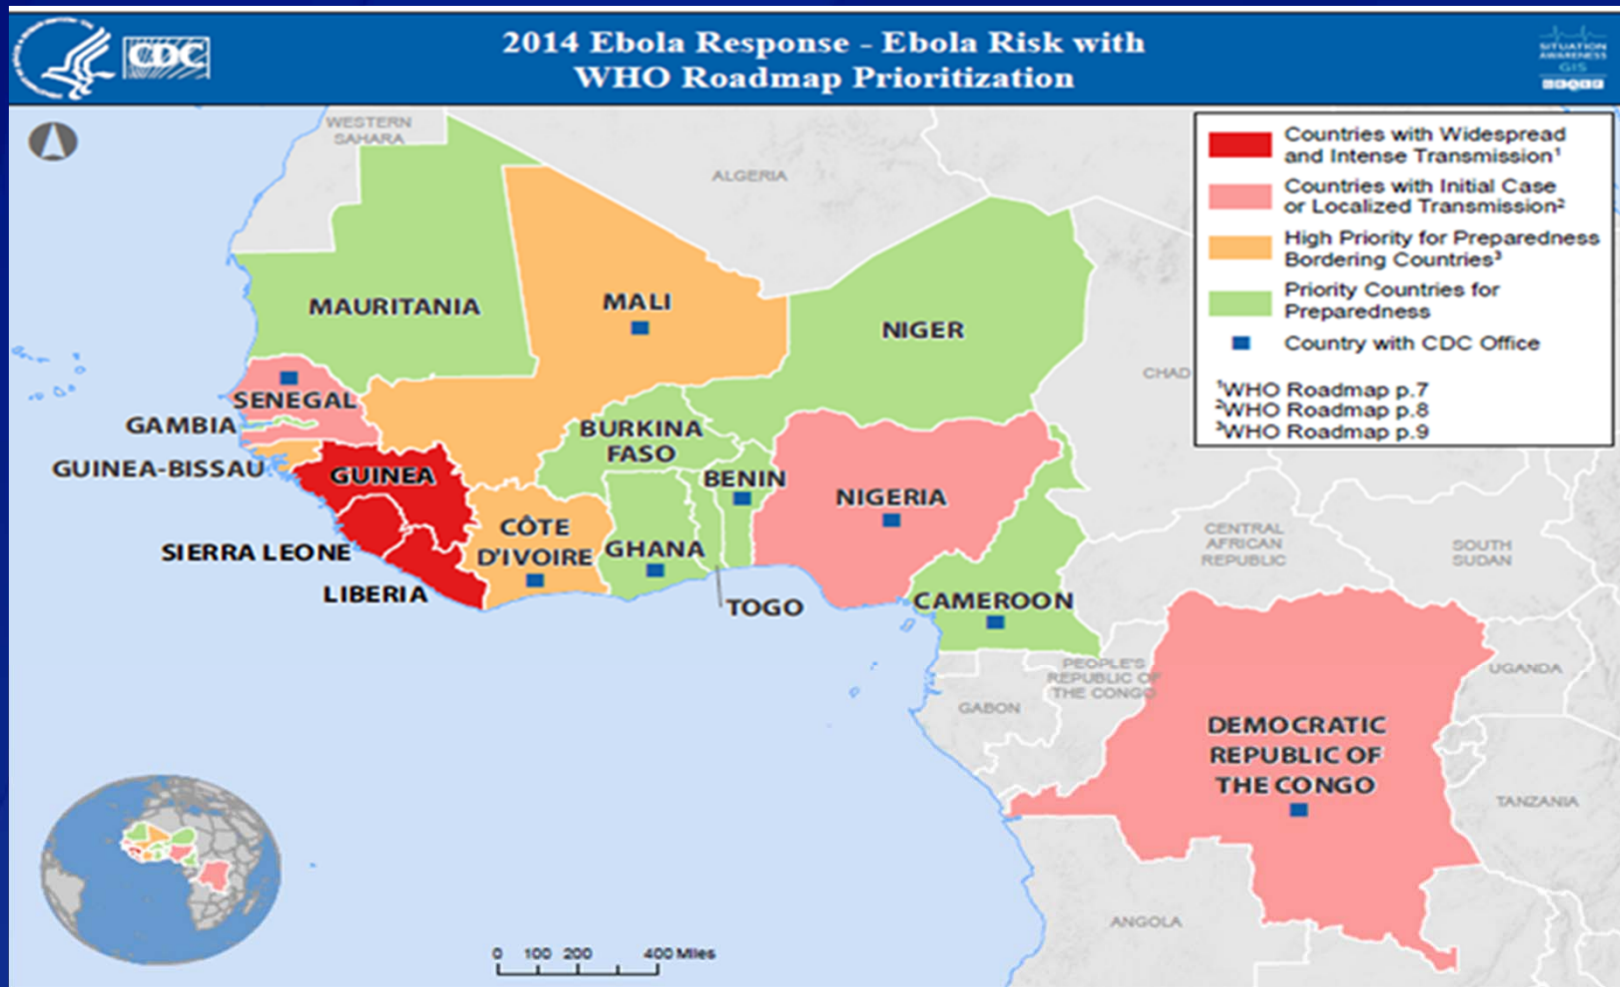 CDC
2014 Ebola Response - Ebola Risk with
WHO Roadmap Prioritization
SITUATION
AWARENESS
GIS
Countries with Widespread
and Intense Transmission¹
Countries with Initial Case
or Localized Transmission²
High Priority for Preparedness
Bordering Countries³
Priority Countries for
Preparedness
Country with CDC Office
¹WHO Roadmap p.7
²WHO Roadmap p.8
³WHO Roadmap p.9
WESTERN
SAHARA
ALGERIA
MAURITANIA
MALI
NIGER
CHAD
SENEGAL
GAMBIA
GUINEA-BISSAU
GUINEA
BURKINA
FASO
BENIN
NIGERIA
CÔTE
D'IVOIRE
GHANA
SIERRA LEONE
LIBERIA
TOGO
CAMEROON
CENTRAL
AFRICAN
REPUBLIC
SOUTH
SUDAN
PEOPLE'S
REPUBLIC OF
THE CONGO
GABON
UGANDA
DEMOCRATIC
REPUBLIC OF
THE CONGO
TANZANIA
ANGOLA
0 100 200 400 Miles